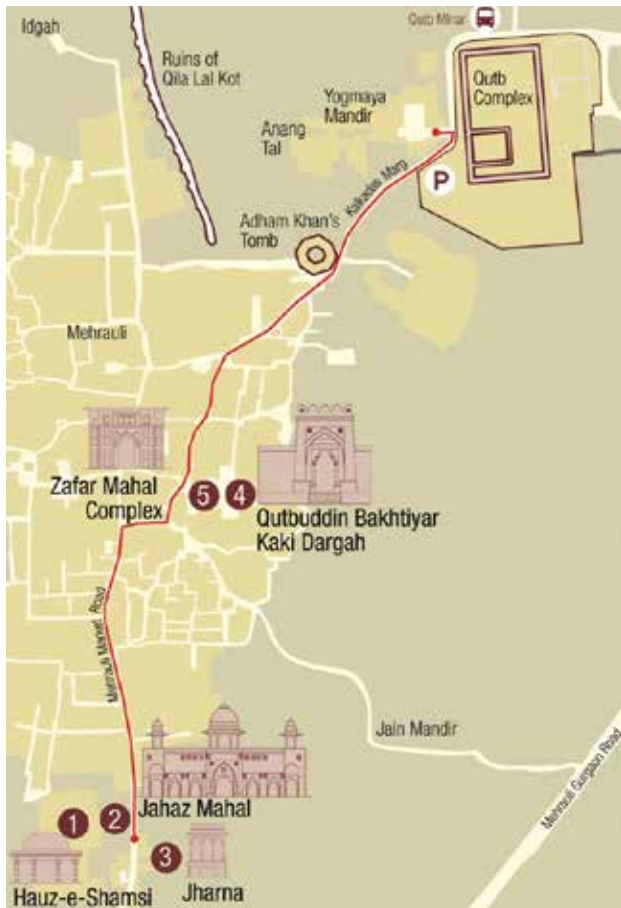 Idgah
Qutb Minar
Ruins of
Qila Lal Kot
Yogmaya
Mandir
Qutb
Complex
Anang
Tal
P
Kalkadas Marg
Adham Khan's
Tomb
Mehrauli
Zafar Mahal
Complex
5
4
Qutbuddin Bakhtiyar
Kaki Dargah
Mehrauli Market Road
Jain Mandir
Mehrauli Gurgaon Road
Jahaz Mahal
1
2
3
Hauz-e-Shamsi
Jharna